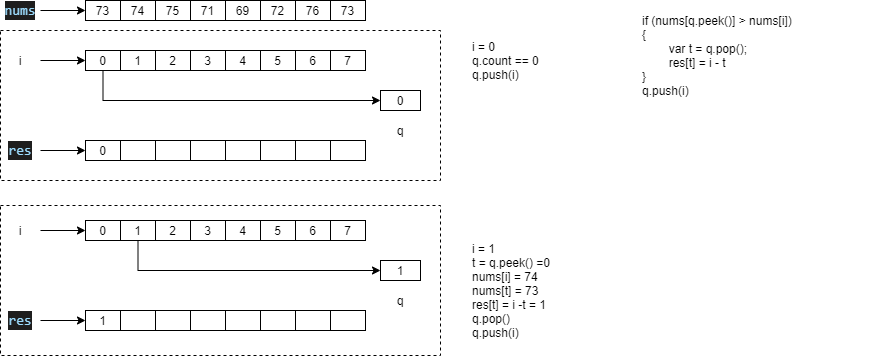 nums 73 74 75 71 69 72 76 73
i 0 1 2 3 4 5 6 7
0
q
res 0
i = 0
q.count == 0
q.push(i)
if (nums[q.peek()] > nums[i])
{
var t = q.pop();
res[t] = i - t
}
q.push(i)
i 0 1 2 3 4 5 6 7
1
q
res 1
i = 1
t = q.peek() =0
nums[i] = 74
nums[t] = 73
res[t] = i -t = 1
q.pop()
q.push(i)